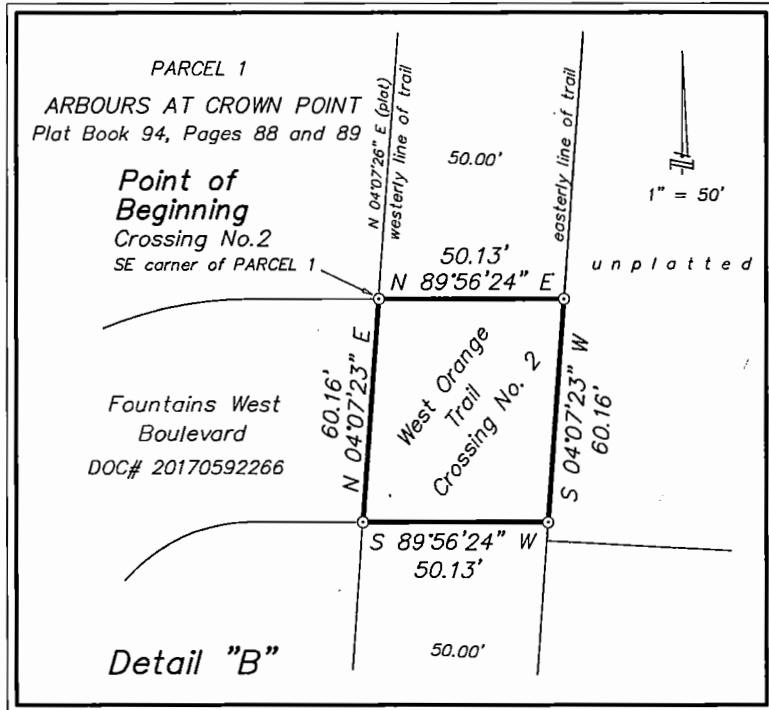 PARCEL 1
ARBOURS AT CROWN POINT
Plat Book 94, Pages 88 and 89
N 04°07'26" E (plat)
westerly line of trail
easterly line of trail
50.00'
1" = 50'
Point of
Beginning
Crossing No.2
SE corner of PARCEL 1
50.13'
N 89°56'24" E
unplatted
60.16'
N 04°07'23" E
West Orange
Trail
Crossing No. 2
S 04°07'23" W
60.16'
Fountains West
Boulevard
DOC# 20170592266
S 89°56'24" W
50.13'
Detail "B"
50.00'